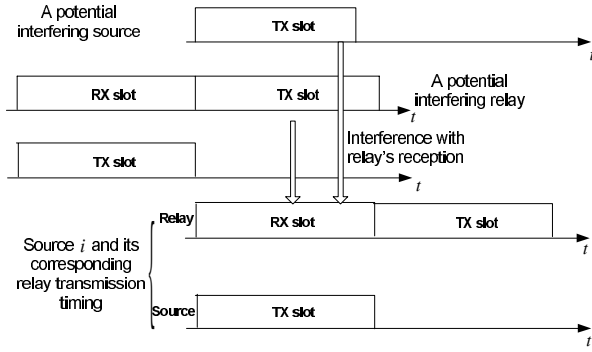 A potential
interfering source
TX slot
t
RX slot
TX slot
A potential
interfering relay
t
Interference with
relay's reception
TX slot
t
Relay
RX slot
TX slot
t
Source i and its
corresponding
relay transmission
timing
Source
TX slot
t